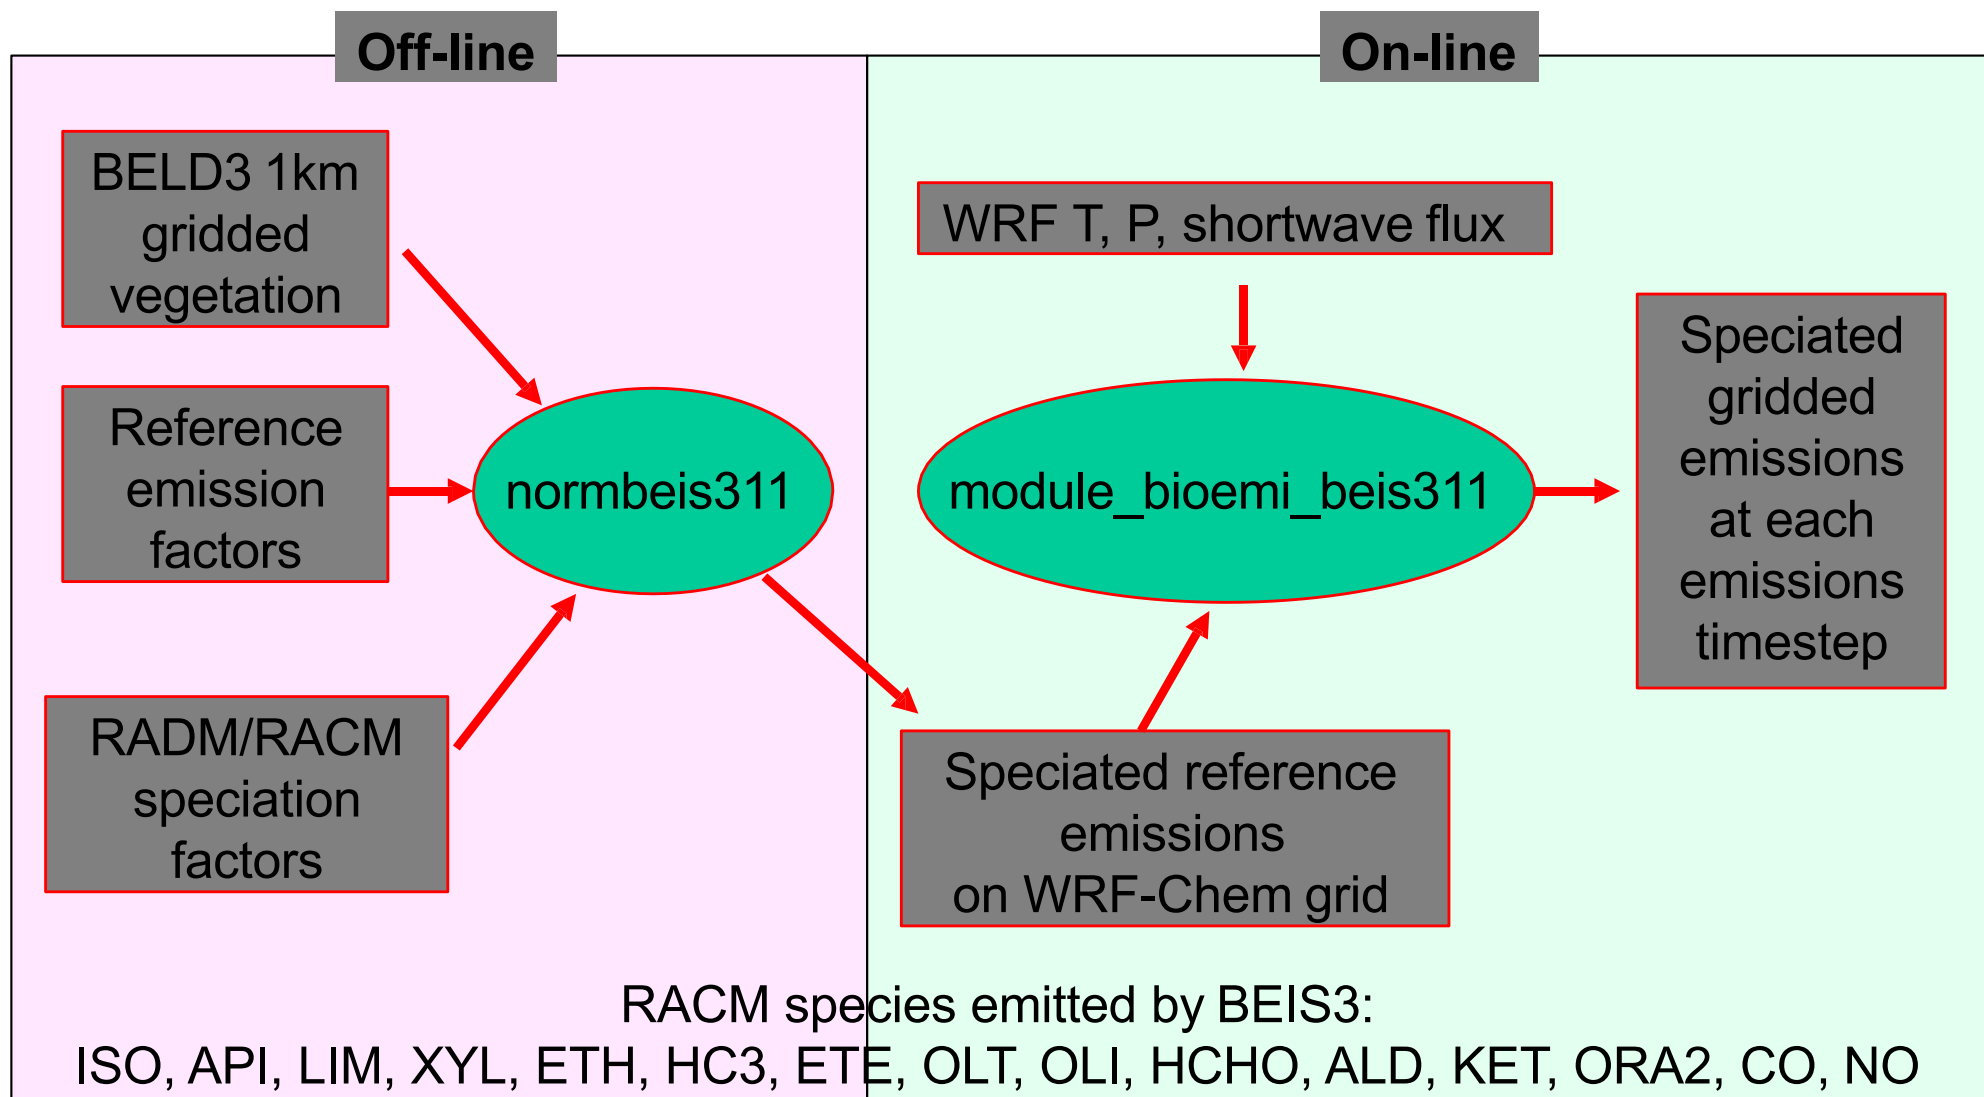 Off-line
On-line
BELD3 1km
gridded
vegetation
Reference
emission
factors
RADM/RACM
speciation
factors
normbeis311
WRF T, P, shortwave flux
module_bioemi_beis311
Speciated reference
emissions
on WRF-Chem grid
Speciated
gridded
emissions
at each
emissions
timestep
RACM species emitted by BEIS3:
ISO, API, LIM, XYL, ETH, HC3, ETE, OLT, OLI, HCHO, ALD, KET, ORA2, CO, NO